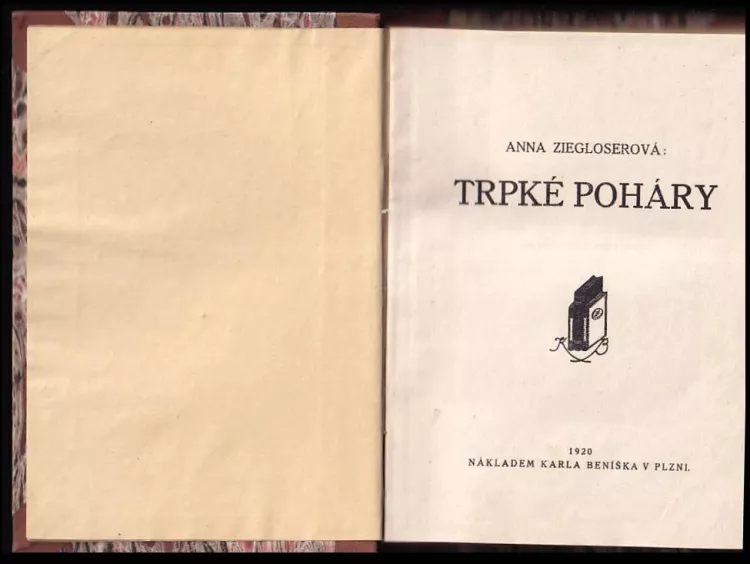 ANNA ZIEGLOSEROVÁ:
TRPKÉ POHÁRY
K B
1920
NÁKLADEM KARLA BENÍŠKA V PLZNI.